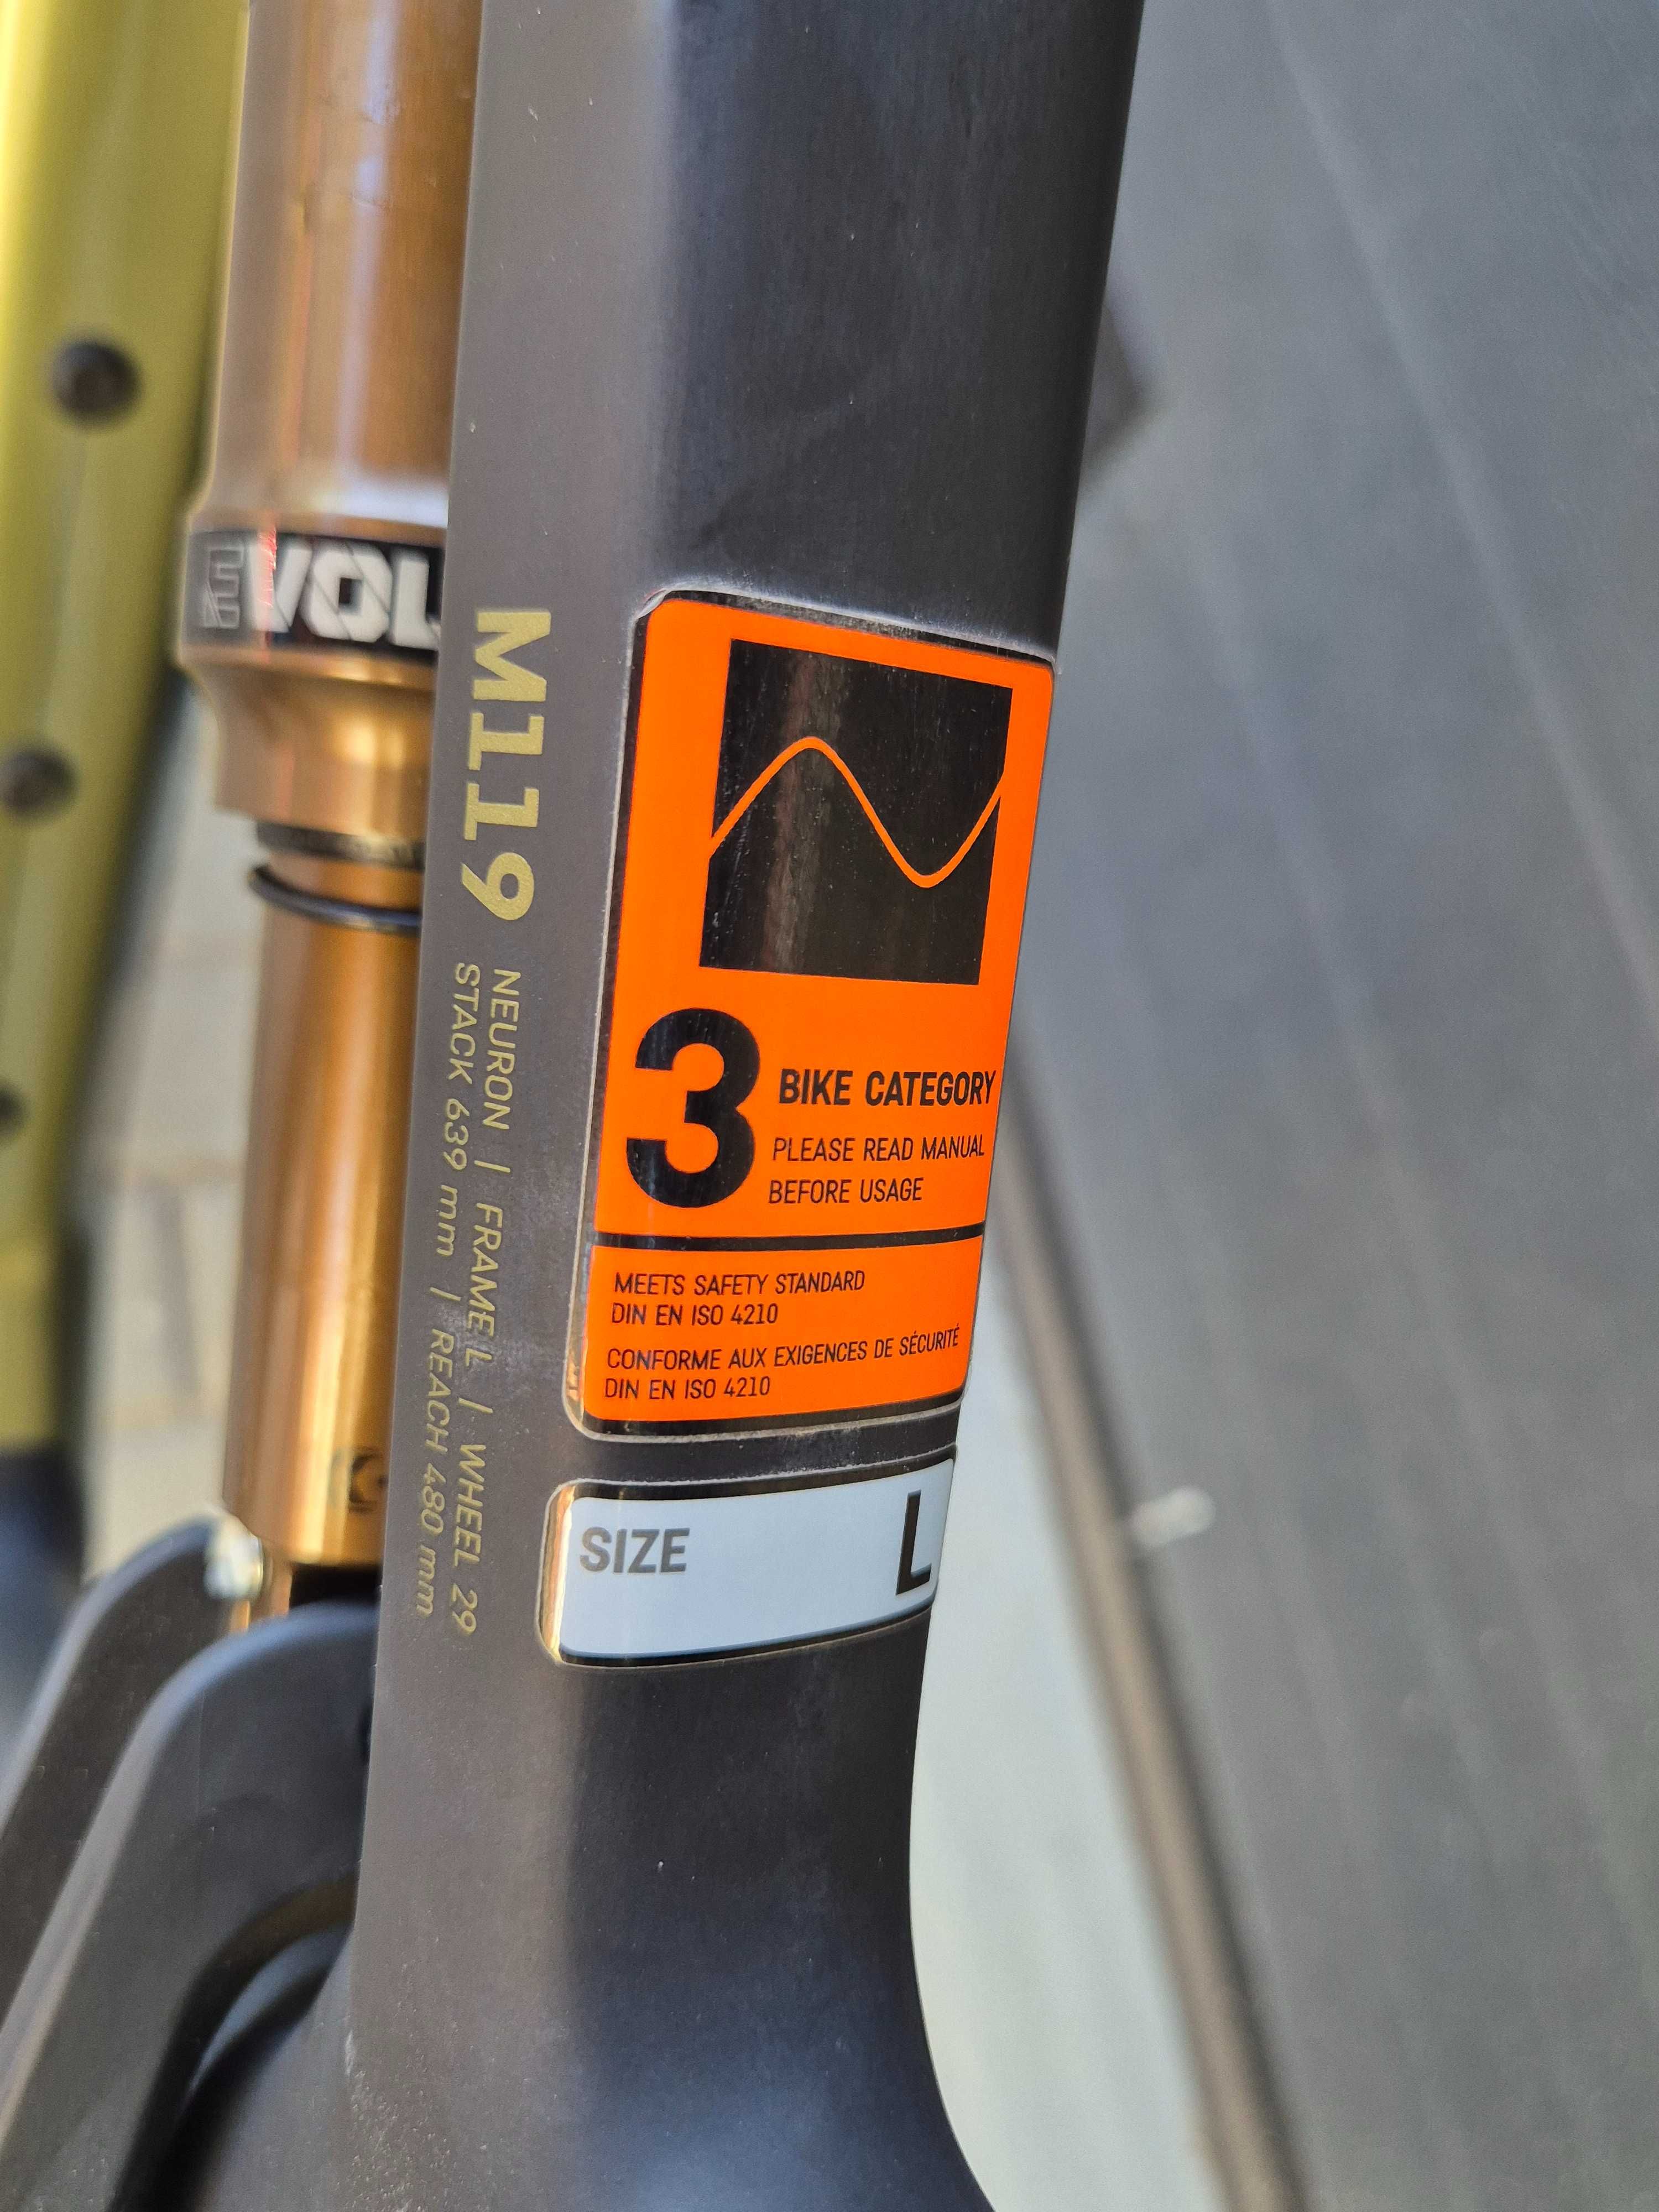 EVOL
M119
NEURON | FRAME L | WHEEL 29
STACK 639 mm | REACH 480 mm
3
BIKE CATEGORY
PLEASE READ MANUAL
BEFORE USAGE
MEETS SAFETY STANDARD
DIN EN ISO 4210
CONFORME AUX EXIGENCES DE SÉCURITÉ
DIN EN ISO 4210
SIZE L